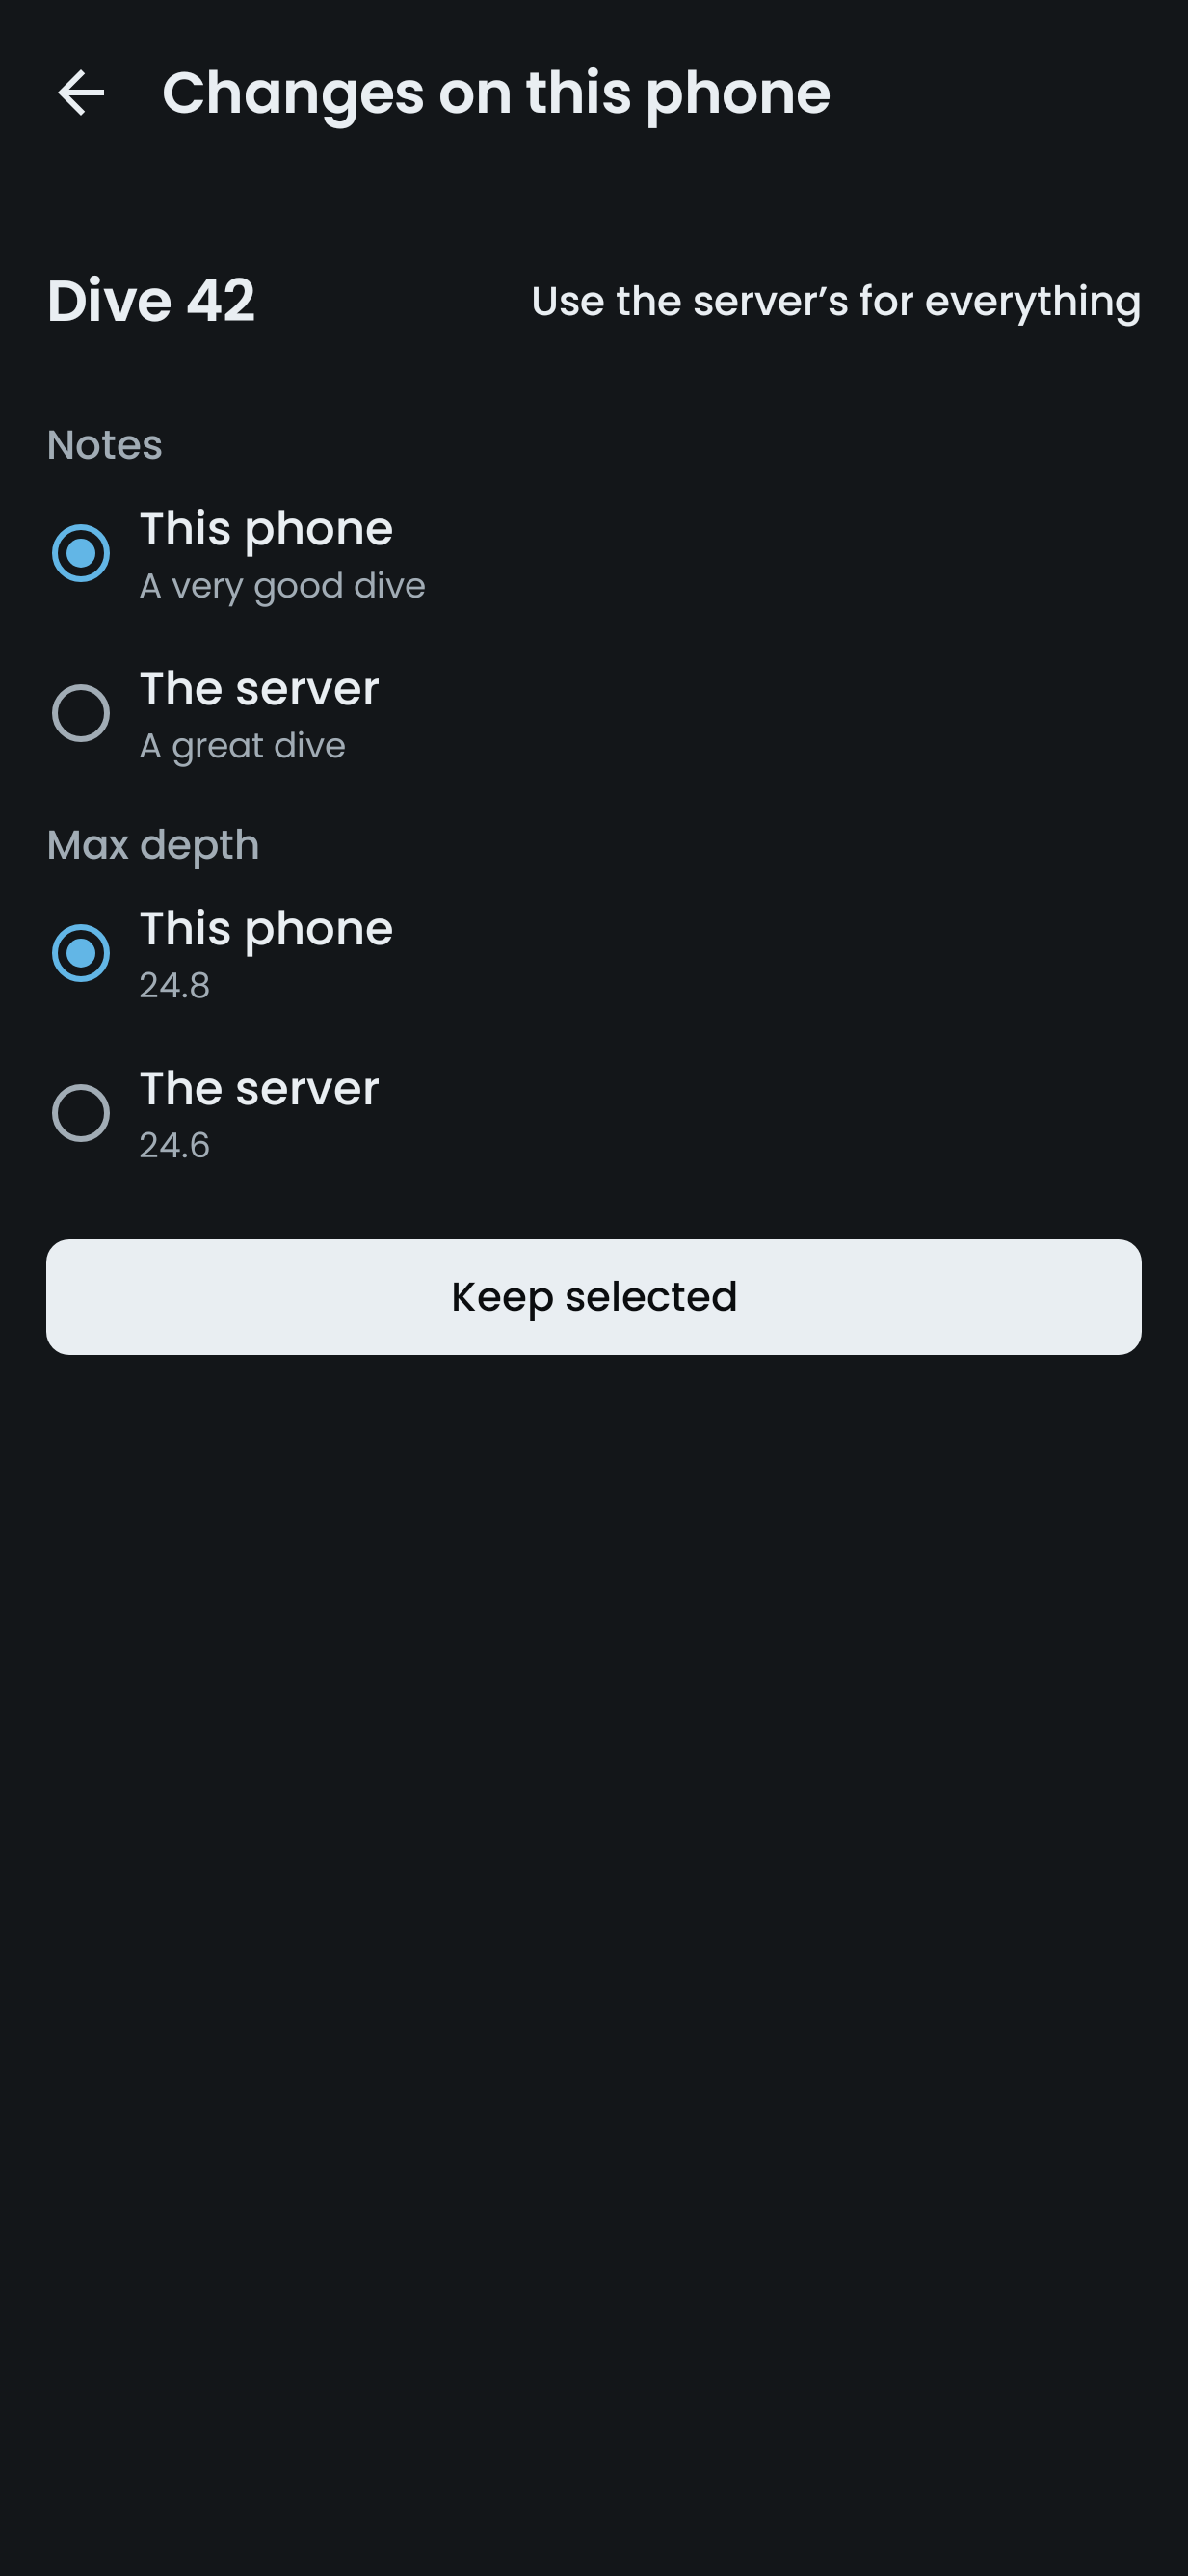 Changes on this phone
Dive 42
Use the server’s for everything
Notes
This phone
A very good dive
The server
A great dive
Max depth
This phone
24.8
The server
24.6
Keep selected